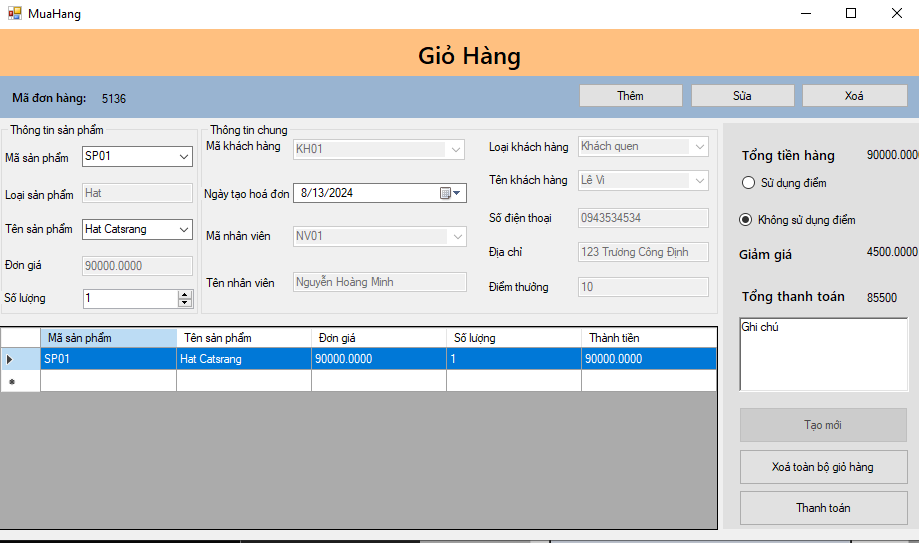 MuaHang
Giỏ Hàng
Mã đơn hàng: 5136
Thêm
Sửa
Xoá
Thông tin sản phẩm
Mã sản phẩm SP01
Loại sản phẩm Hat
Tên sản phẩm Hat Catsrang
Đơn giá 90000.0000
Số lượng 1
Thông tin chung
Mã khách hàng KH01
Ngày tạo hoá đơn 8/13/2024
Mã nhân viên NV01
Tên nhân viên Nguyễn Hoàng Minh
Loại khách hàng Khách quen
Tên khách hàng Lê Vi
Số điện thoại 0943534534
Địa chỉ 123 Trương Công Định
Điểm thưởng 10
Tổng tiền hàng 90000.000
Sử dụng điểm
Không sử dụng điểm
Giảm giá 4500.0000
Tổng thanh toán 85500
Ghi chú
Tạo mới
Xoá toàn bộ giỏ hàng
Thanh toán
Mã sản phẩm Tên sản phẩm Đơn giá Số lượng Thành tiền
SP01 Hat Catsrang 90000.0000 1 90000.0000